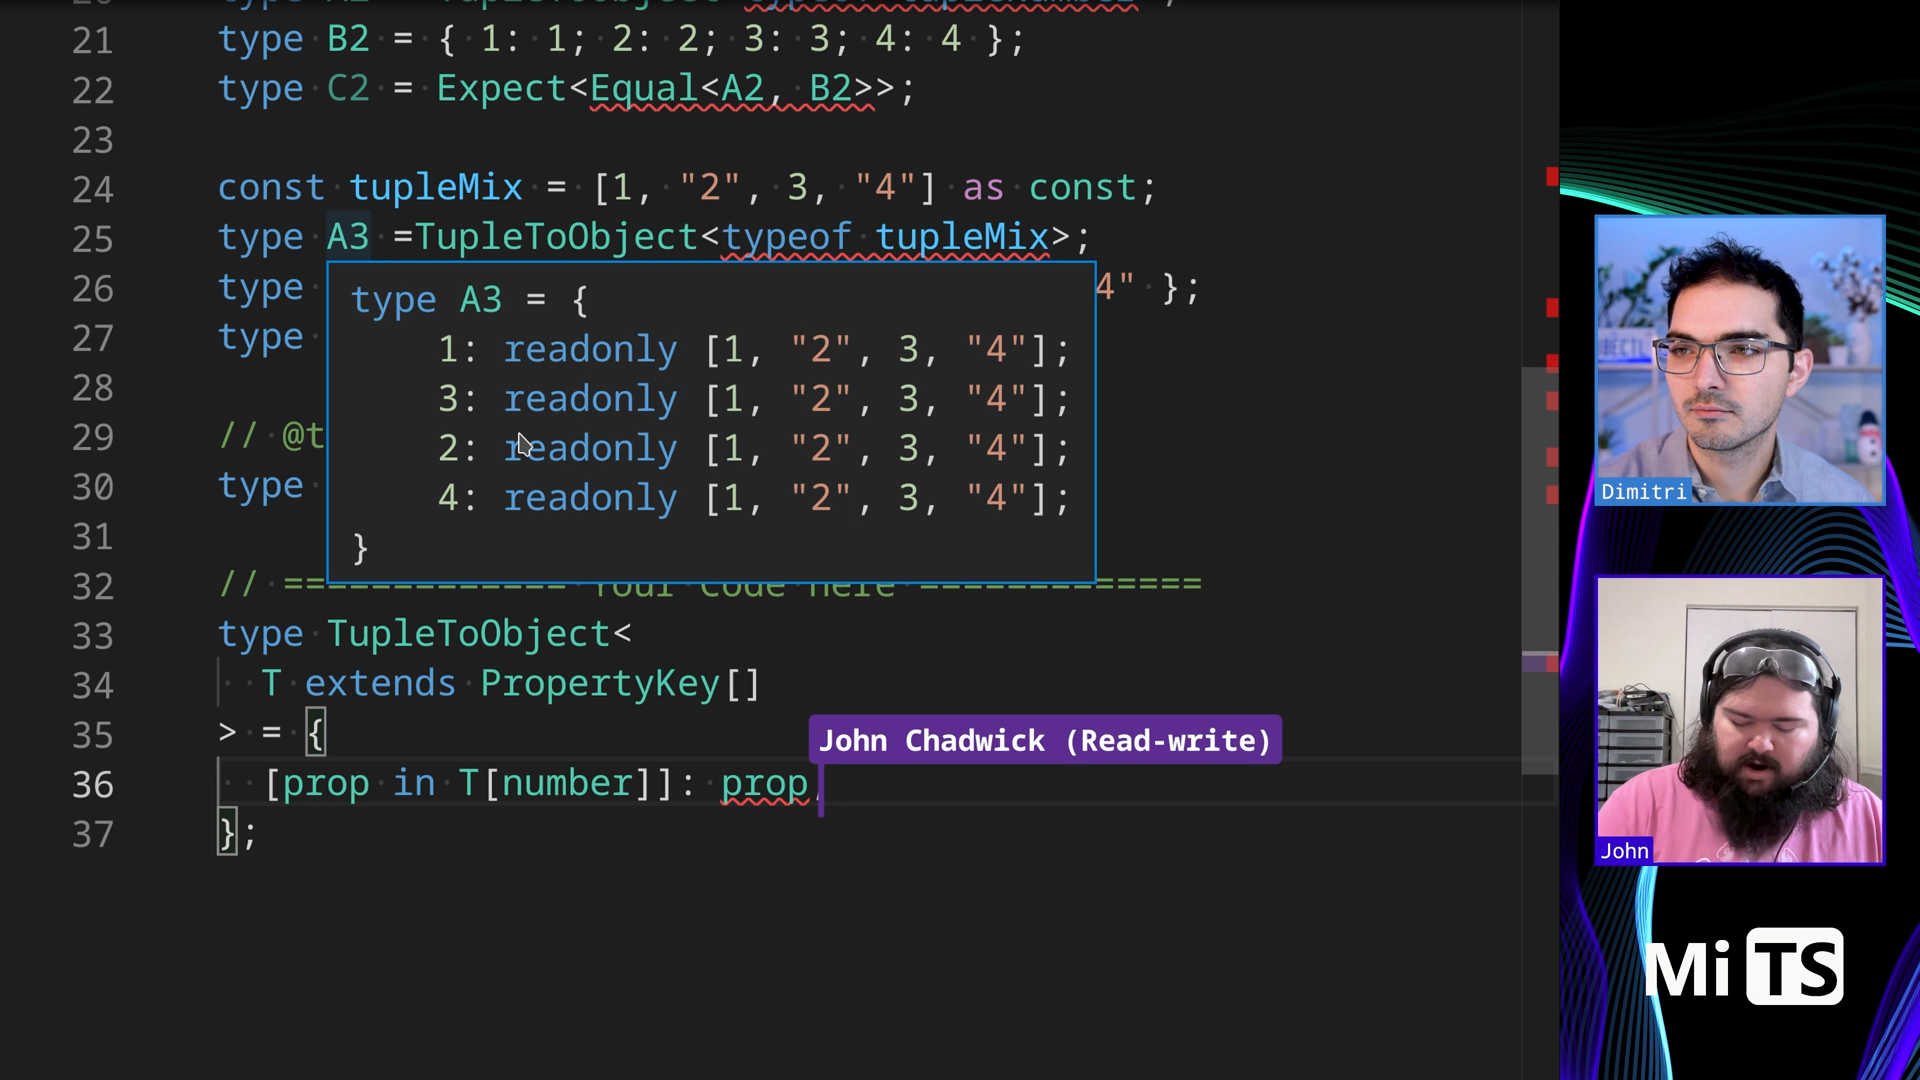 21 type B2 = { 1: 1; 2: 2; 3: 3; 4: 4 };
22 type C2 = Expect<Equal<A2, B2>>;
23
24 const tupleMix = [1, "2", 3, "4"] as const;
25 type A3 =TupleToObject<typeof tupleMix>;
26 type 4" };
type A3 = {
1: readonly [1, "2", 3, "4"];
27 type
3: readonly [1, "2", 3, "4"];
28
29 // @t
2: readonly [1, "2", 3, "4"];
30 type
4: readonly [1, "2", 3, "4"];
31
}
32 // ============= Your Code Here =============
33 type TupleToObject<
34 T extends PropertyKey[]
35 > = {
John Chadwick (Read-write)
36 [prop in T[number]]: prop
37 };
Dimitri
John
Mi TS